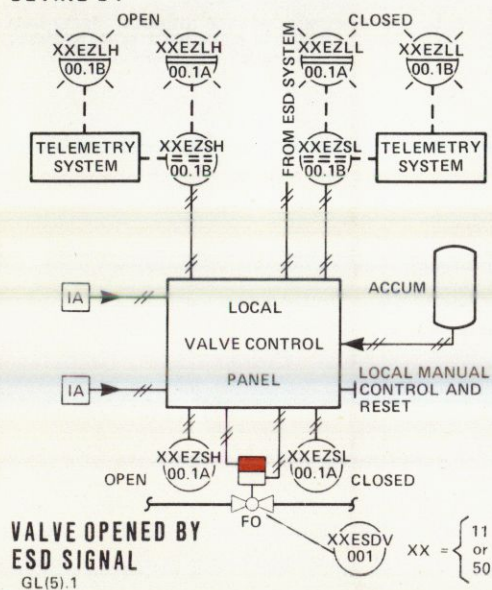 OPEN
CLOSED
XXEZLH
00.1B
XXEZLH
00.1A
XXEZLL
00.1A
XXEZLL
00.1B
FROM ESD SYSTEM
TELEMETRY
SYSTEM
XXEZSH
00.1B
XXEZSL
00.1B
TELEMETRY
SYSTEM
IA
LOCAL
VALVE CONTROL
PANEL
ACCUM
IA
LOCAL MANUAL
CONTROL AND
RESET
XXEZSH
00.1A
XXEZSL
00.1A
OPEN
CLOSED
FO
VALVE OPENED BY
ESD SIGNAL
GL(5).1
XXESDV
001
XX =
11
or
50